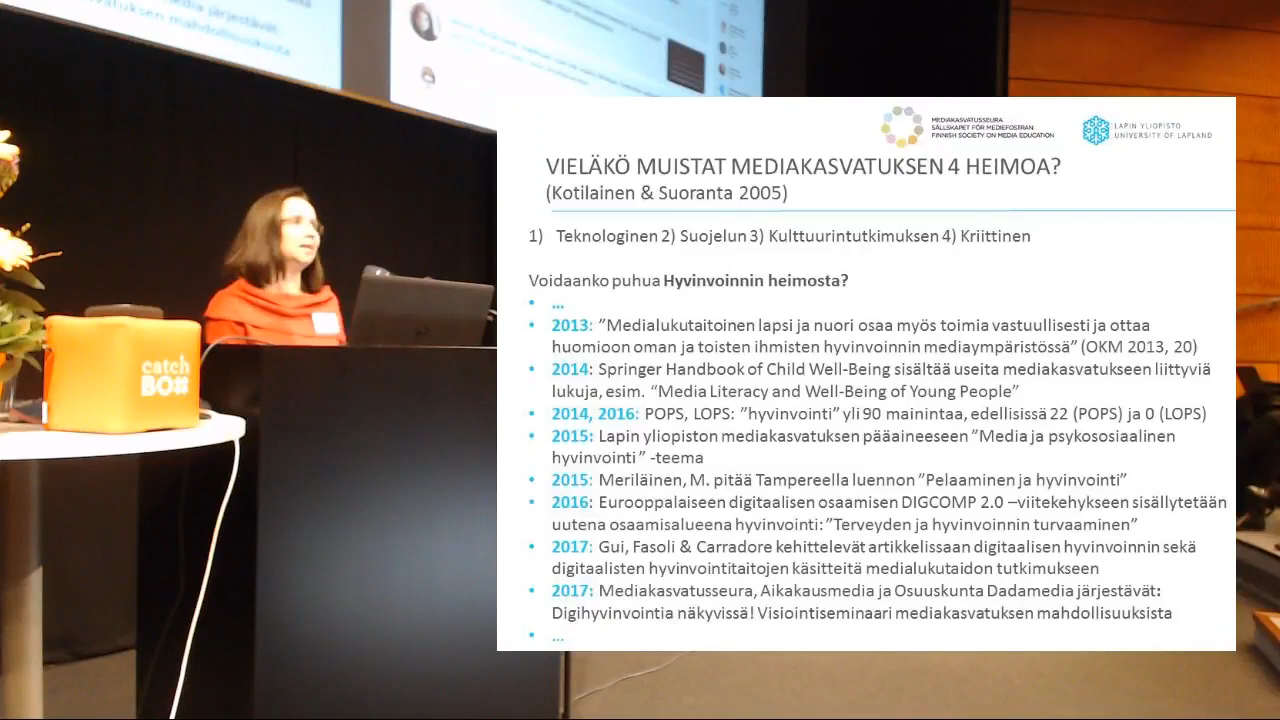 media järjestävät
vatuksen mahdollisuuksista
MEDIAKASVATUSSEURA
SÄLLSKAPET FÖR MEDIEFOSTRAN
FINNISH SOCIETY ON MEDIA EDUCATION
LAPIN YLIOPISTO
UNIVERSITY OF LAPLAND
VIELÄKÖ MUISTAT MEDIAKASVATUKSEN 4 HEIMOA?
(Kotilainen & Suoranta 2005)
1) Teknologinen 2) Suojelun 3) Kulttuurintutkimuksen 4) Kriittinen
Voidaanko puhua Hyvinvoinnin heimosta?
• ...
• 2013: ”Medialukutaitoinen lapsi ja nuori osaa myös toimia vastuullisesti ja ottaa
huomioon oman ja toisten ihmisten hyvinvoinnin mediaympäristössä” (OKM 2013, 20)
• 2014: Springer Handbook of Child Well-Being sisältää useita mediakasvatukseen liittyviä
lukuja, esim. “Media Literacy and Well-Being of Young People”
• 2014, 2016: POPS, LOPS: ”hyvinvointi” yli 90 mainintaa, edellisissä 22 (POPS) ja 0 (LOPS)
• 2015: Lapin yliopiston mediakasvatuksen pääaineeseen ”Media ja psykososiaalinen
hyvinvointi” -teema
• 2015: Meriläinen, M. pitää Tampereella luennon ”Pelaaminen ja hyvinvointi”
• 2016: Eurooppalaiseen digitaalisen osaamisen DIGCOMP 2.0 –viitekehykseen sisällytetään
uutena osaamisalueena hyvinvointi: ”Terveyden ja hyvinvoinnin turvaaminen”
• 2017: Gui, Fasoli & Carradore kehittelevät artikkelissaan digitaalisen hyvinvoinnin sekä
digitaalisten hyvinvointitaitojen käsitteitä medialukutaidon tutkimukseen
• 2017: Mediakasvatusseura, Aikakausmedia ja Osuuskunta Dadamedia järjestävät:
Digihyvinvointia näkyvissä! Visiointiseminaari mediakasvatuksen mahdollisuuksista
• ...
catch
BOX